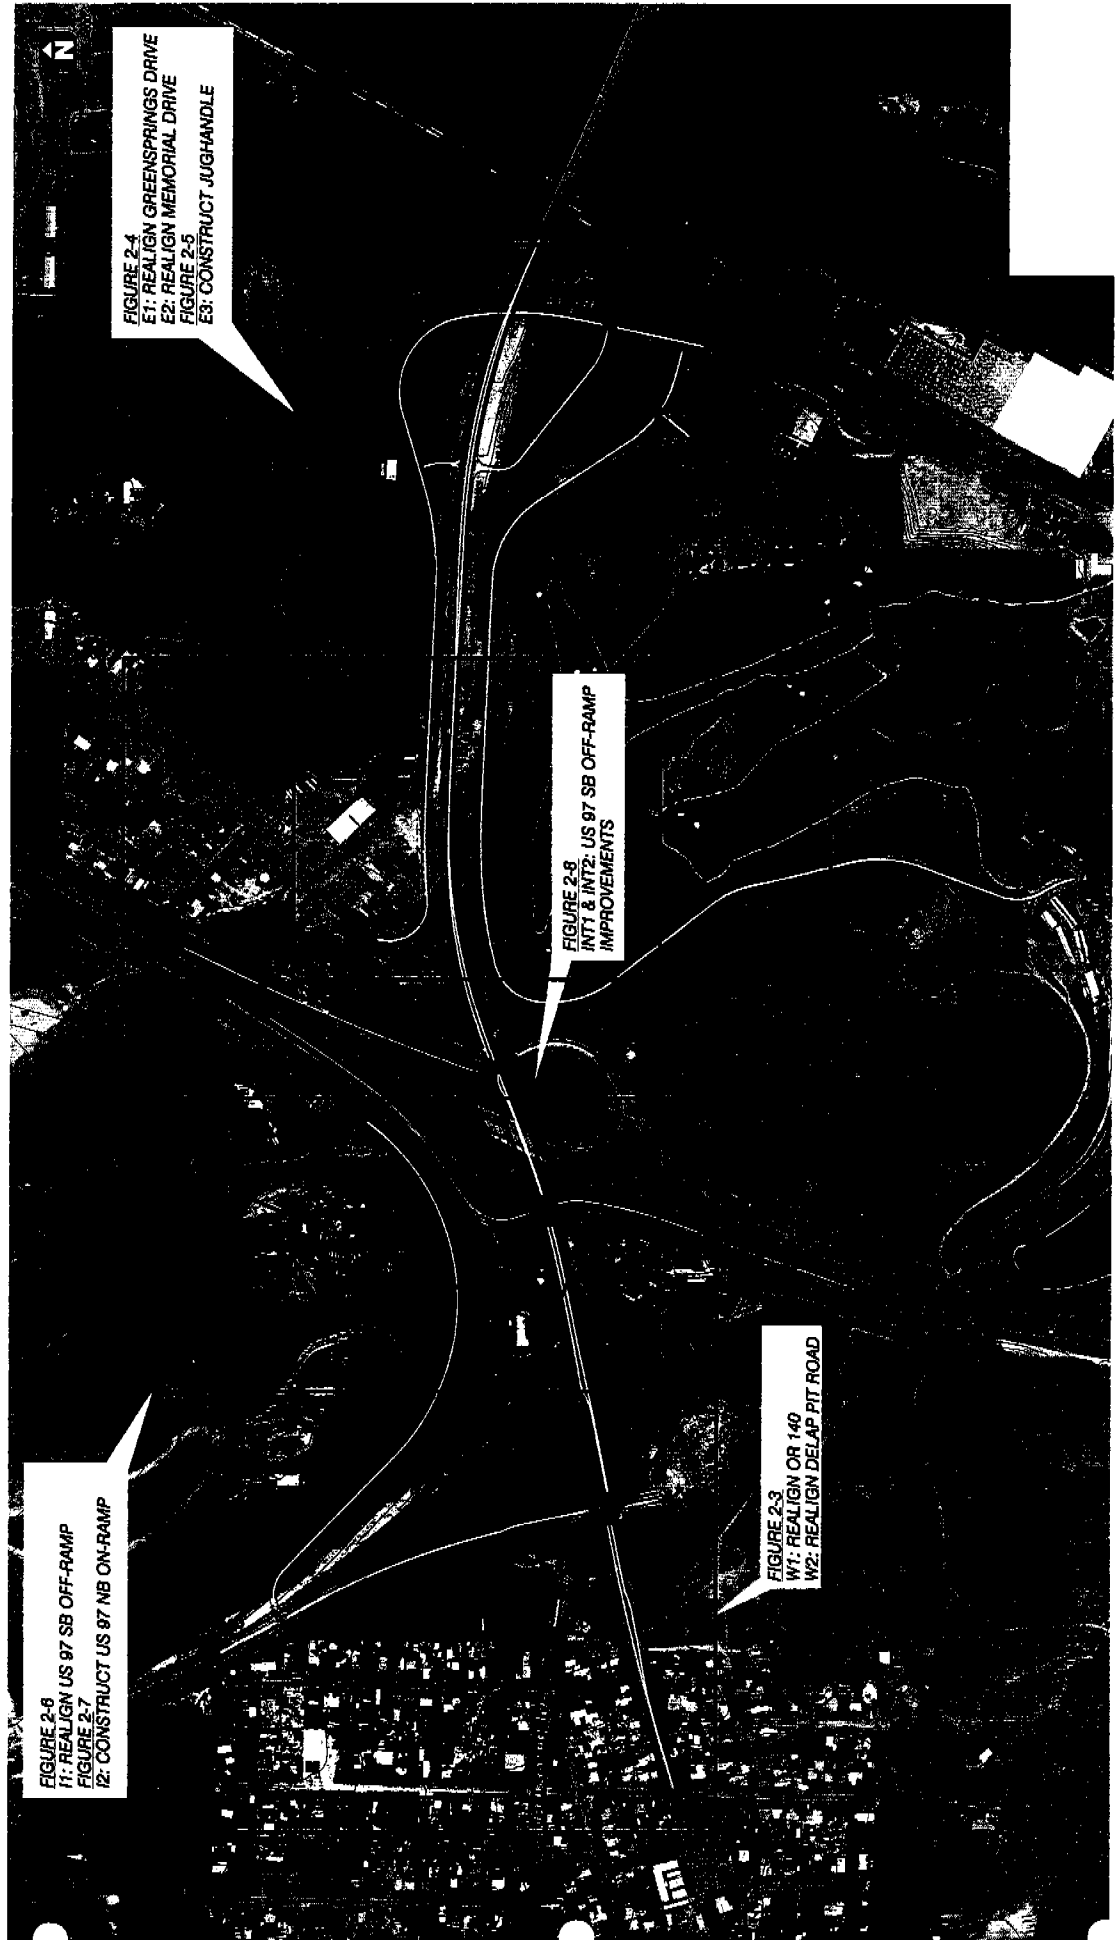 FIGURE 2-6
I1: REALIGN US 97 SB OFF-RAMP
FIGURE 2-7
I2: CONSTRUCT US 97 NB ON-RAMP
FIGURE 2-3
W1: REALIGN OR 140
W2: REALIGN DELAP PIT ROAD
FIGURE 2-8
INT1 & INT2: US 97 SB OFF-RAMP
IMPROVEMENTS
FIGURE 2-4
E1: REALIGN GREENSPRINGS DRIVE
E2: REALIGN MEMORIAL DRIVE
FIGURE 2-5
E3: CONSTRUCT JUGHANDLE
N